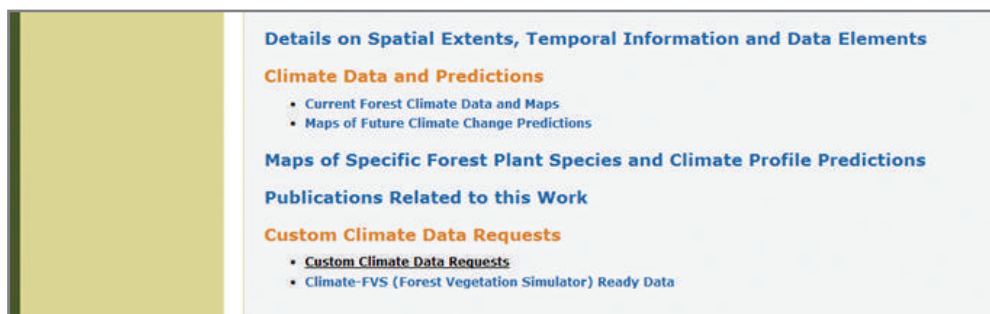 Details on Spatial Extents, Temporal Information and Data Elements
Climate Data and Predictions
• Current Forest Climate Data and Maps
• Maps of Future Climate Change Predictions
Maps of Specific Forest Plant Species and Climate Profile Predictions
Publications Related to this Work
Custom Climate Data Requests
• Custom Climate Data Requests
• Climate-FVS (Forest Vegetation Simulator) Ready Data